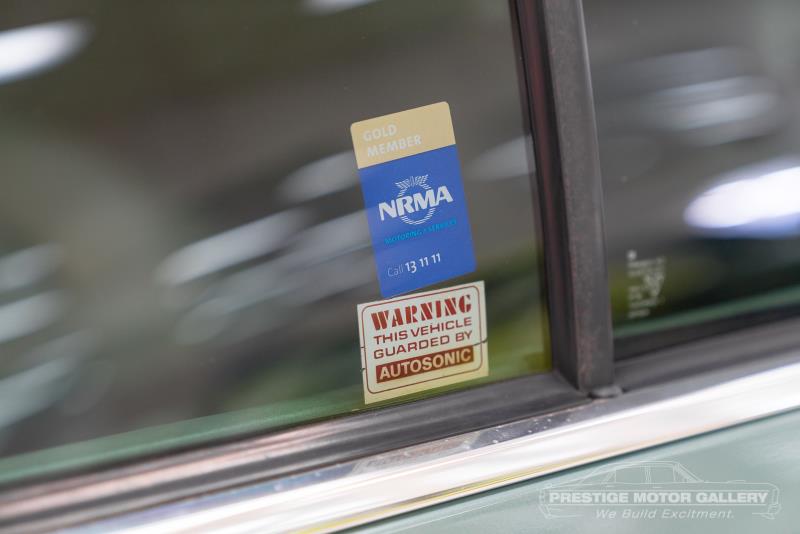 GOLD
MEMBER
NRMA
MOTORING & SERVICES
Call 13 11 11
WARNING
THIS VEHICLE
GUARDED BY
AUTOSONIC
PRESTIGE MOTOR GALLERY
We Build Excitment.